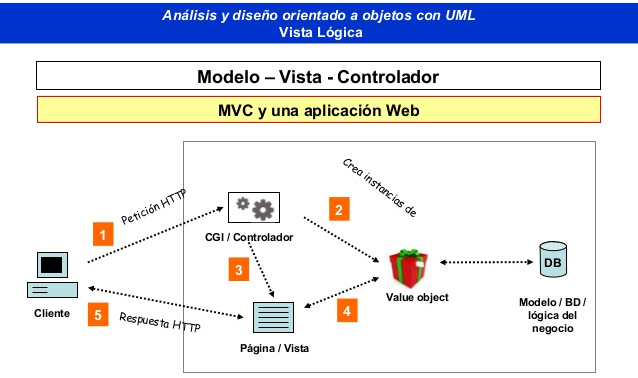 Análisis y diseño orientado a objetos con UML
Vista Lógica
Modelo – Vista - Controlador
MVC y una aplicación Web
1
Petición HTTP
CGI / Controlador
2
Crea instancias de
3
Cliente
5
Respuesta HTTP
Página / Vista
4
Value object
DB
Modelo / BD /
lógica del
negocio